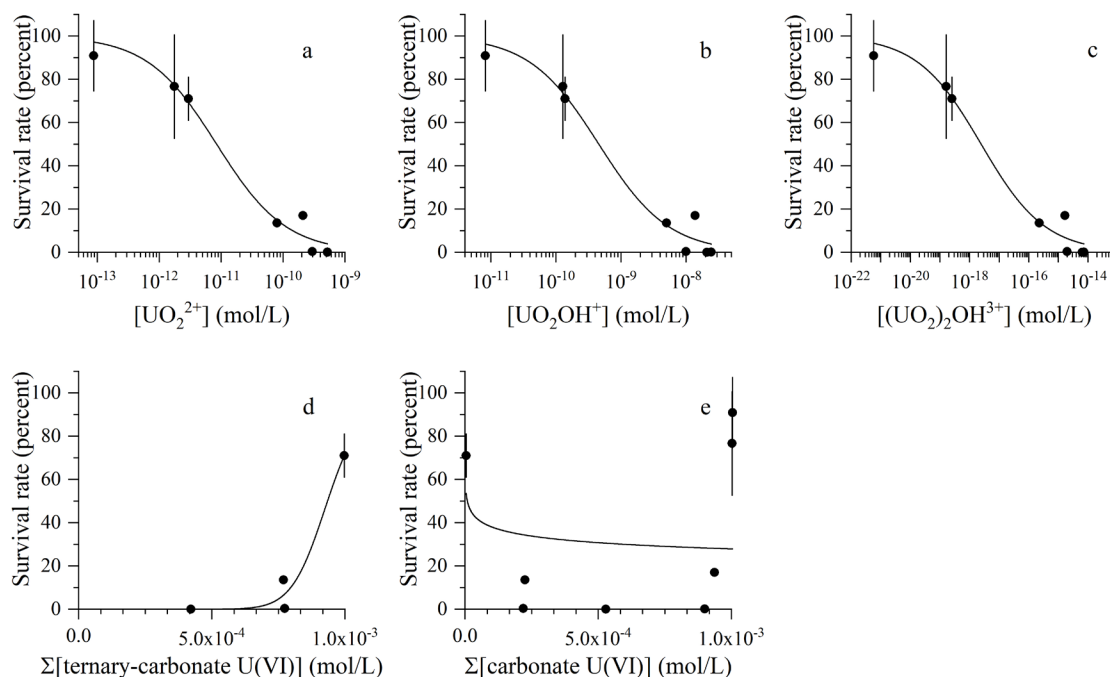 a
100
80
60
40
20
0
Survival rate (percent)
10⁻¹³ 10⁻¹² 10⁻¹¹ 10⁻¹⁰ 10⁻⁹
[UO₂²⁺] (mol/L)
b
100
80
60
40
20
0
Survival rate (percent)
10⁻¹¹ 10⁻¹⁰ 10⁻⁹ 10⁻⁸
[UO₂OH⁺] (mol/L)
c
100
80
60
40
20
0
Survival rate (percent)
10⁻²² 10⁻²⁰ 10⁻¹⁸ 10⁻¹⁶ 10⁻¹⁴
[(UO₂)₂OH³⁺] (mol/L)
d
100
80
60
40
20
0
Survival rate (percent)
0.0 5.0x10⁻⁴ 1.0x10⁻³
Σ[ternary-carbonate U(VI)] (mol/L)
e
100
80
60
40
20
0
Survival rate (percent)
0.0 5.0x10⁻⁴ 1.0x10⁻³
Σ[carbonate U(VI)] (mol/L)